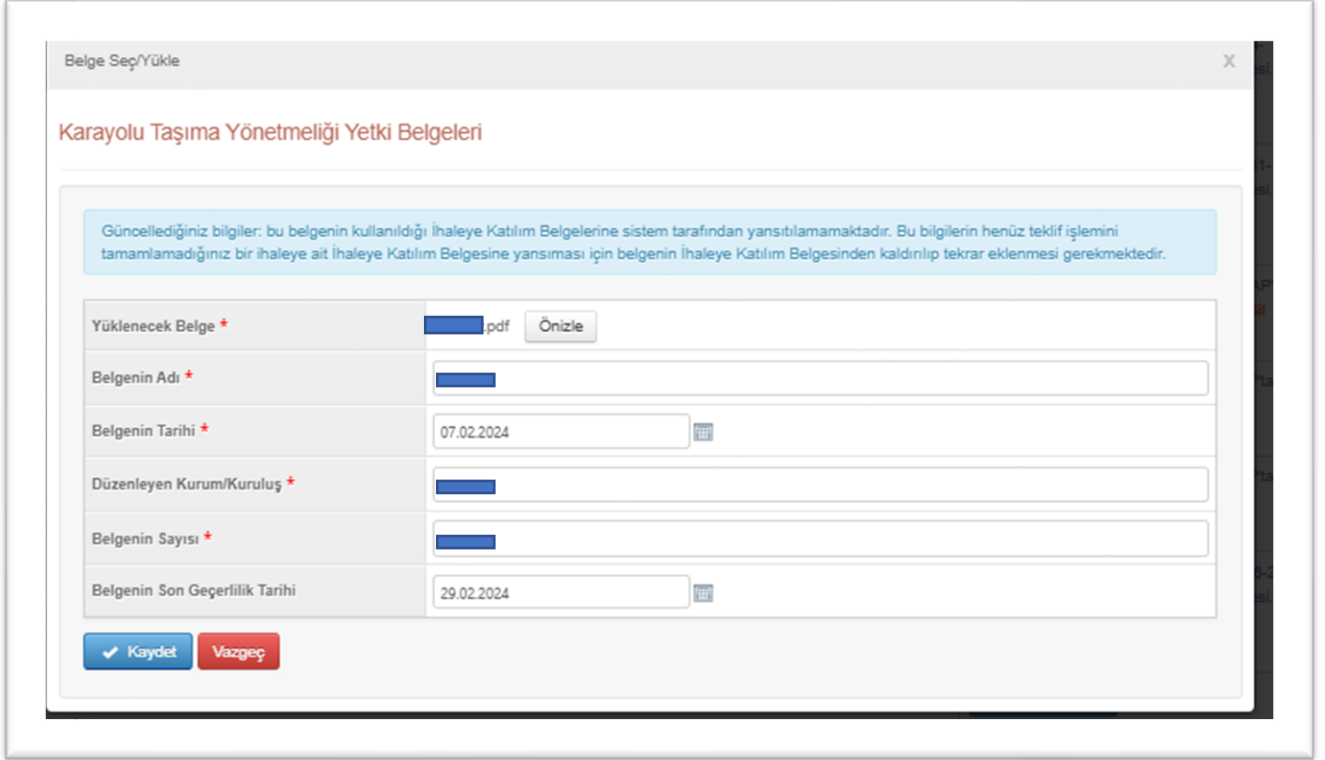 Belge Seç/Yükle
X
Karayolu Taşıma Yönetmeliği Yetki Belgeleri
Güncellediğiniz bilgiler: bu belgenin kullanıldığı İhaleye Katılım Belgelerine sistem tarafından yansıtılamamaktadır. Bu bilgilerin henüz teklif işlemini
tamamlamadığınız bir ihaleye ait İhaleye Katılım Belgesine yansıması için belgenin İhaleye Katılım Belgesinden kaldırılıp tekrar eklenmesi gerekmektedir.
Yüklenecek Belge * .pdf Önizle
Belgenin Adı *
Belgenin Tarihi * 07.02.2024
Düzenleyen Kurum/Kuruluş *
Belgenin Sayısı *
Belgenin Son Geçerlilik Tarihi 29.02.2024
Kaydet Vazgeç